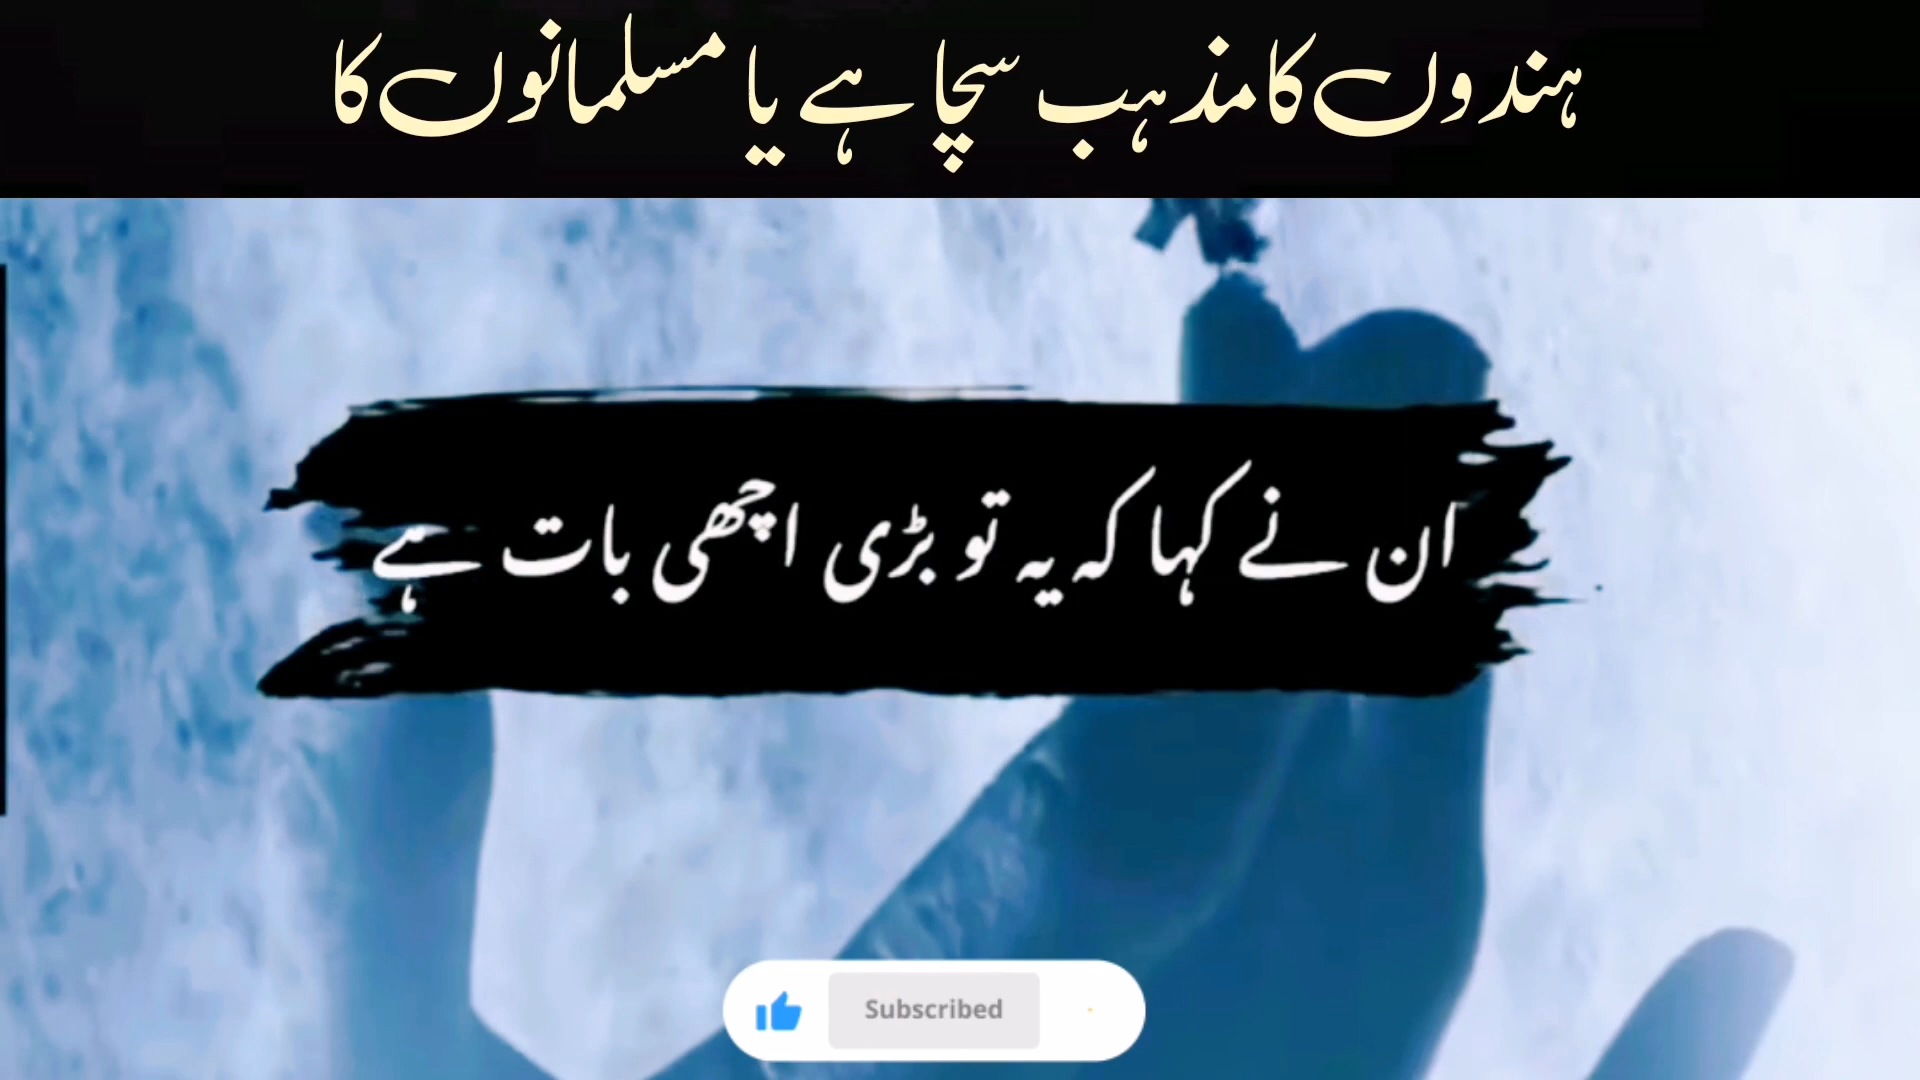 ہندوں کا مذہب سچا ہے یا مسلمانوں کا
ان نے کہا کہ یہ تو بڑی اچھی بات ہے
Subscribed